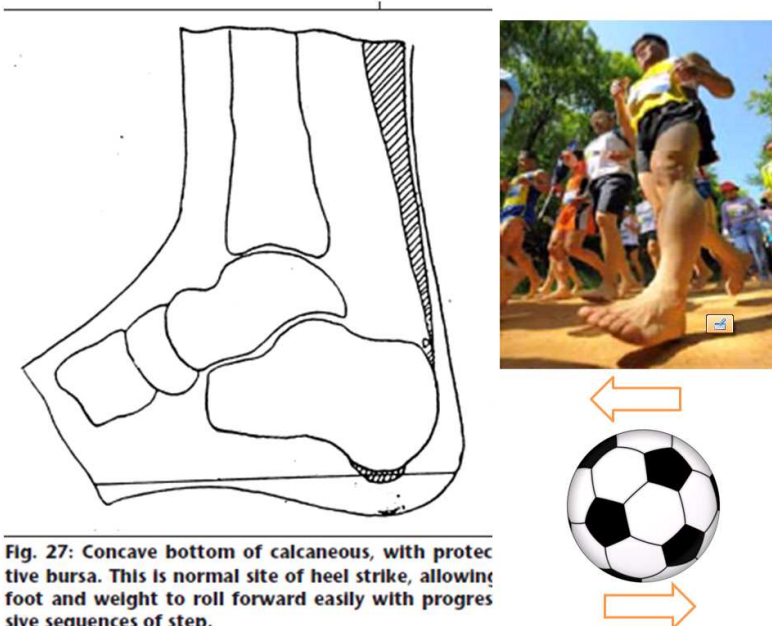 Fig. 27: Concave bottom of calcaneous, with protec
tive bursa. This is normal site of heel strike, allowing
foot and weight to roll forward easily with progres
sive sequences of step.